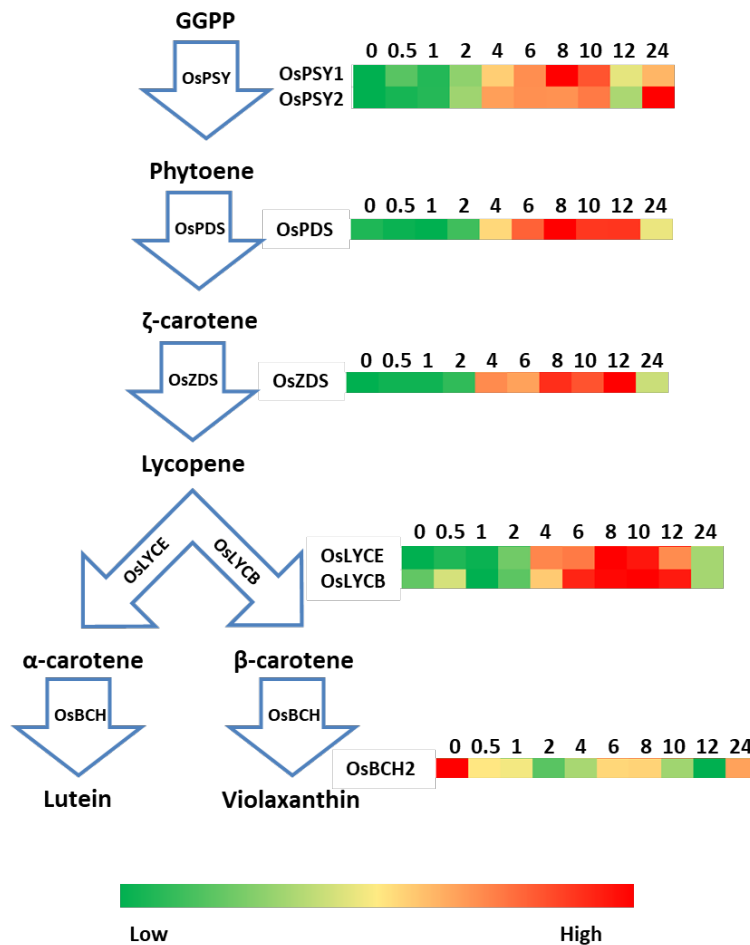 GGPP
OsPSY
0 0.5 1 2 4 6 8 10 12 24
OsPSY1
OsPSY2
Phytoene
OsPDS
0 0.5 1 2 4 6 8 10 12 24
OsPDS
ζ-carotene
OsZDS
0 0.5 1 2 4 6 8 10 12 24
OsZDS
Lycopene
OsLYCE
OsLYCB
0 0.5 1 2 4 6 8 10 12 24
OsLYCE
OsLYCB
α-carotene
β-carotene
OsBCH
OsBCH
0 0.5 1 2 4 6 8 10 12 24
OsBCH2
Lutein
Violaxanthin
Low
High